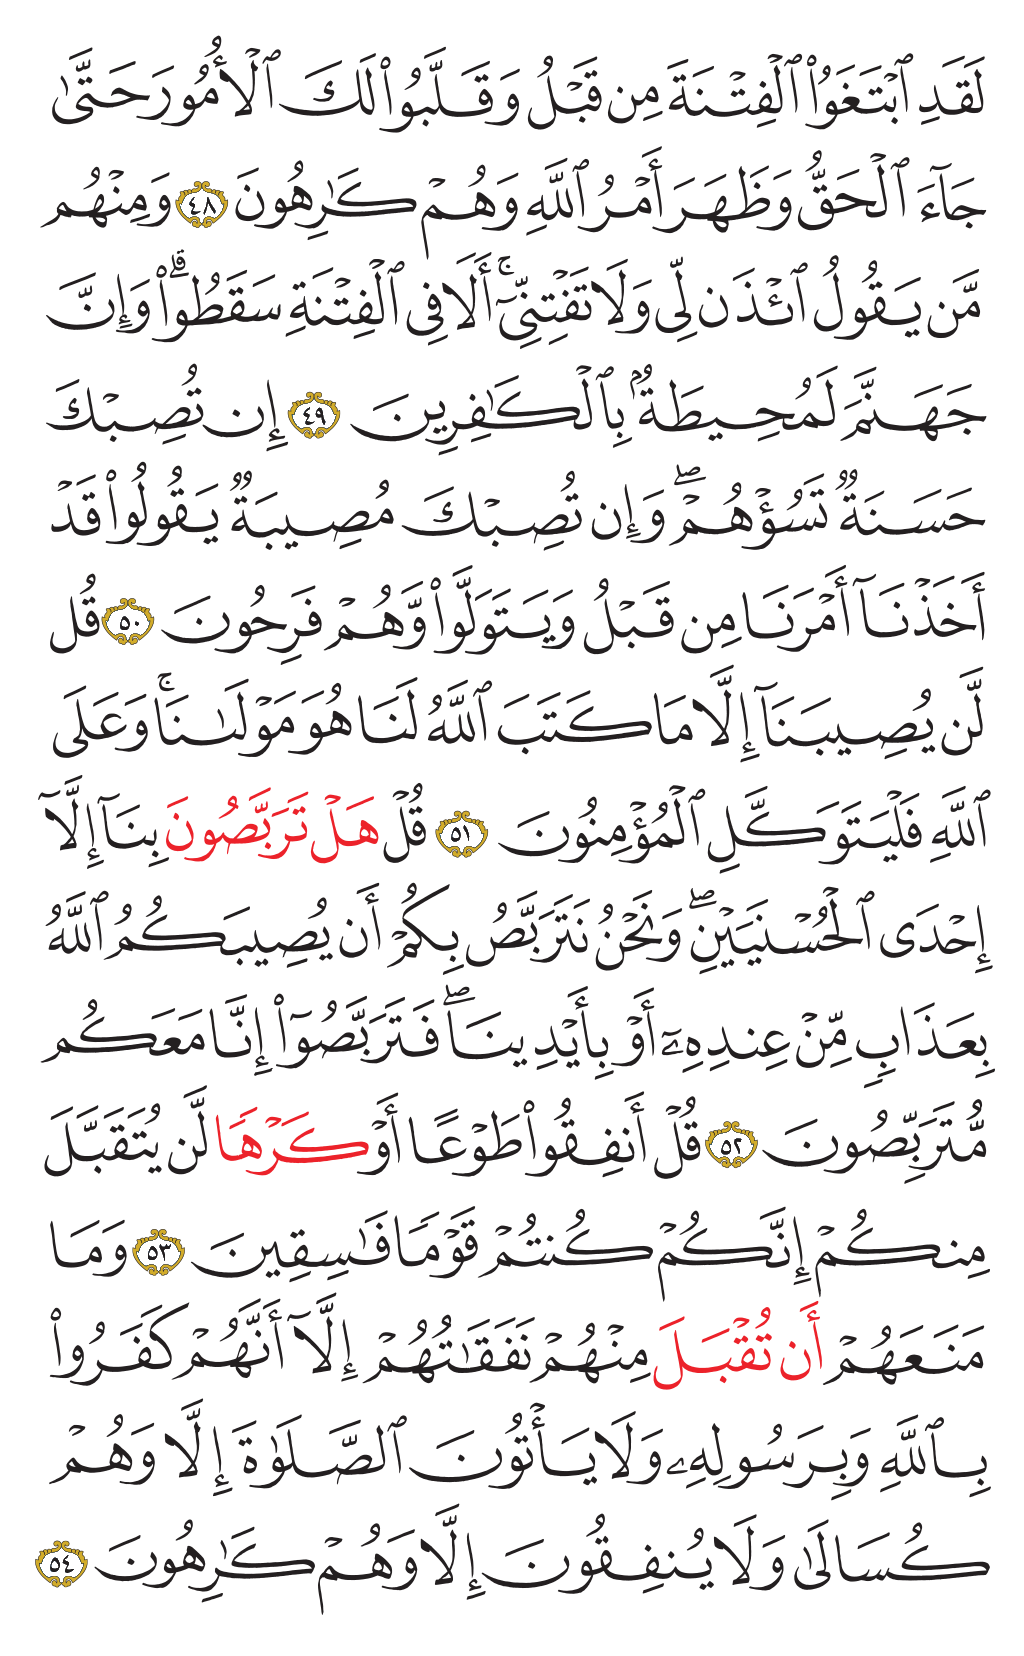 لَقَدِ ٱبْتَغَوُا۟ ٱلْفِتْنَةَ مِن قَبْلُ وَقَلَّبُوا۟ لَكَ ٱلْأُمُورَ حَتَّىٰ
جَآءَ ٱلْحَقُّ وَظَهَرَ أَمْرُ ٱللَّهِ وَهُمْ كَـٰرِهُونَ ٤٨ وَمِنْهُم
مَّن يَقُولُ ٱئْذَن لِّى وَلَا تَفْتِنِّىٓ ۚ أَلَا فِى ٱلْفِتْنَةِ سَقَطُوا۟ ۗ وَإِنَّ
جَهَنَّمَ لَمُحِيطَةٌۢ بِٱلْكَـٰفِرِينَ ٤٩ إِن تُصِبْكَ
حَسَنَةٌ تَسُؤْهُمْ ۖ وَإِن تُصِبْكَ مُصِيبَةٌ يَقُولُوا۟ قَدْ
أَخَذْنَآ أَمْرَنَا مِن قَبْلُ وَيَتَوَلَّوا۟ وَّهُمْ فَرِحُونَ ٥٠ قُل
لَّن يُصِيبَنَآ إِلَّا مَا كَتَبَ ٱللَّهُ لَنَا هُوَ مَوْلَىٰنَا ۚ وَعَلَى
ٱللَّهِ فَلْيَتَوَكَّلِ ٱلْمُؤْمِنُونَ ٥١ قُلْ هَلْ تَرَبَّصُونَ بِنَآ إِلَّآ
إِحْدَى ٱلْحُسْنَيَيْنِ ۖ وَنَحْنُ نَتَرَبَّصُ بِكُمْ أَن يُصِيبَكُمُ ٱللَّهُ
بِعَذَابٍ مِّنْ عِندِهِۦٓ أَوْ بِأَيْدِينَا ۖ فَتَرَبَّصُوٓا۟ إِنَّا مَعَكُم
مُّتَرَبِّصُونَ ٥٢ قُلْ أَنفِقُوا۟ طَوْعًا أَوْ كَرْهًا لَّن يُتَقَبَّلَ
مِنكُمْ إِنَّكُمْ كُنتُمْ قَوْمًا فَـٰسِقِينَ ٥٣ وَمَا
مَنَعَهُمْ أَن تُقْبَلَ مِنْهُمْ نَفَقَـٰتُهُمْ إِلَّآ أَنَّهُمْ كَفَرُوا۟
بِٱللَّهِ وَبِرَسُولِهِۦ وَلَا يَأْتُونَ ٱلصَّلَوٰةَ إِلَّا وَهُمْ
كُسَالَىٰ وَلَا يُنفِقُونَ إِلَّا وَهُمْ كَـٰرِهُونَ ٥٤